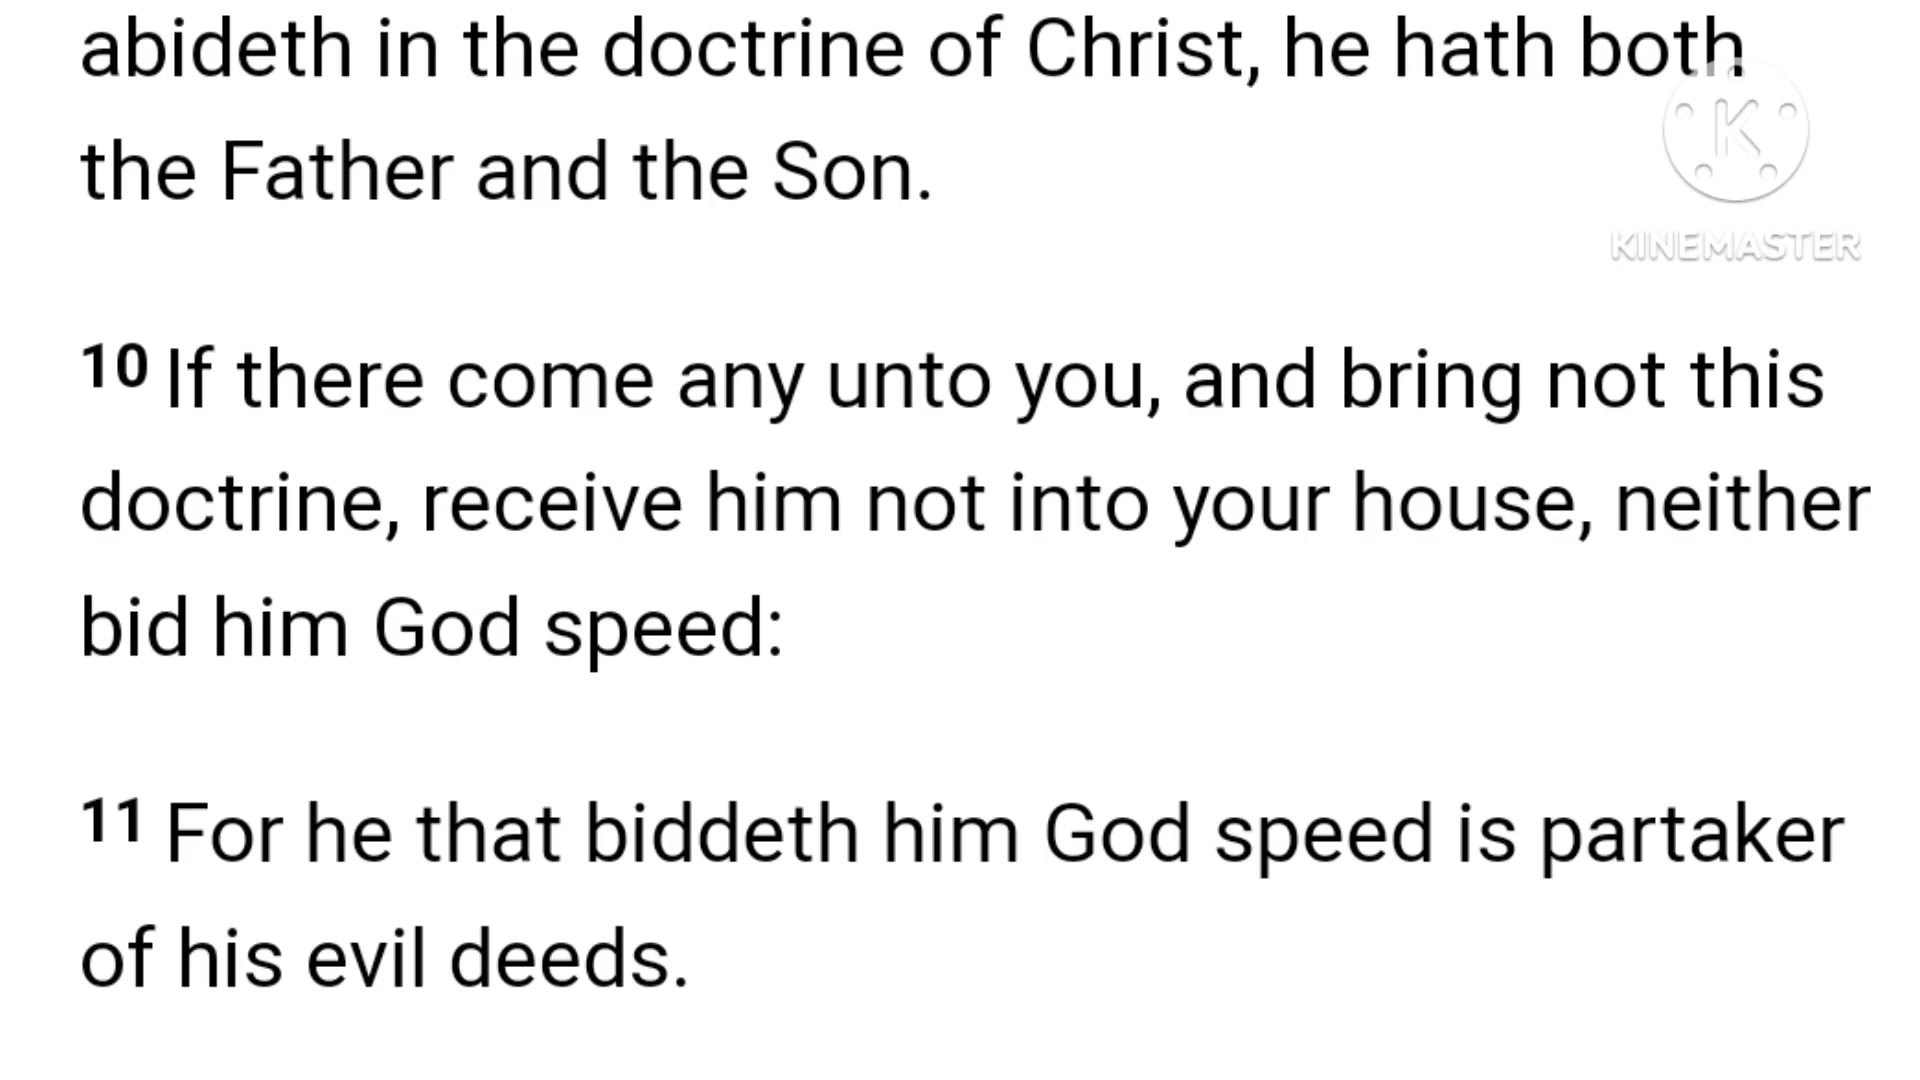 abideth in the doctrine of Christ, he hath both
the Father and the Son.
KINEMASTER
10 If there come any unto you, and bring not this
doctrine, receive him not into your house, neither
bid him God speed:
11 For he that biddeth him God speed is partaker
of his evil deeds.